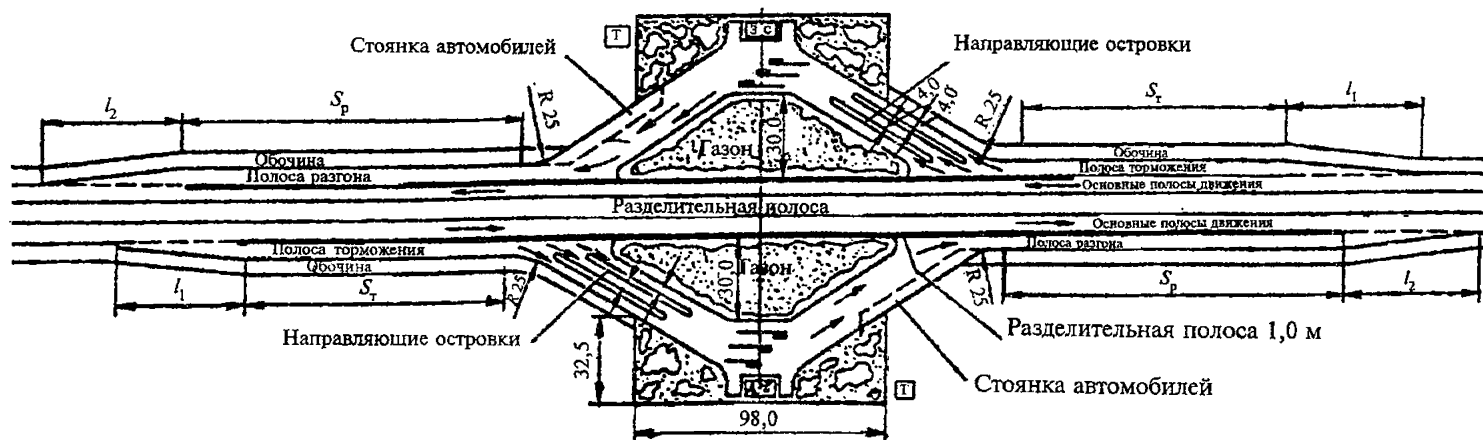 Т
З С
Стоянка автомобилей
Направляющие островки
4,0
4,0
l₂
Sр
R 25
R 25
Sт
l₁
Газон
30,0
Обочина
Полоса разгона
Обочина
Полоса торможения
Основные полосы движения
Разделительная полоса
Основные полосы движения
Полоса торможения
Обочина
Полоса разгона
Газон
30,0
l₁
Sт
R 25
R 25
Sр
l₂
Направляющие островки
32,5
Разделительная полоса 1,0 м
Стоянка автомобилей
Т
98,0